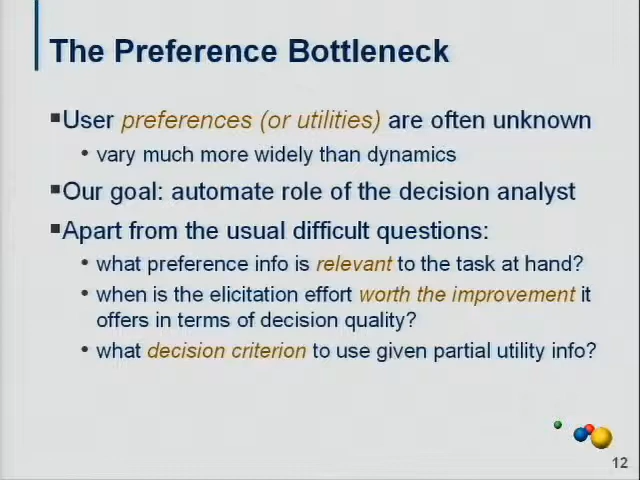 The Preference Bottleneck
▪User preferences (or utilities) are often unknown
• vary much more widely than dynamics
▪Our goal: automate role of the decision analyst
▪Apart from the usual difficult questions:
• what preference info is relevant to the task at hand?
• when is the elicitation effort worth the improvement it
offers in terms of decision quality?
• what decision criterion to use given partial utility info?
12